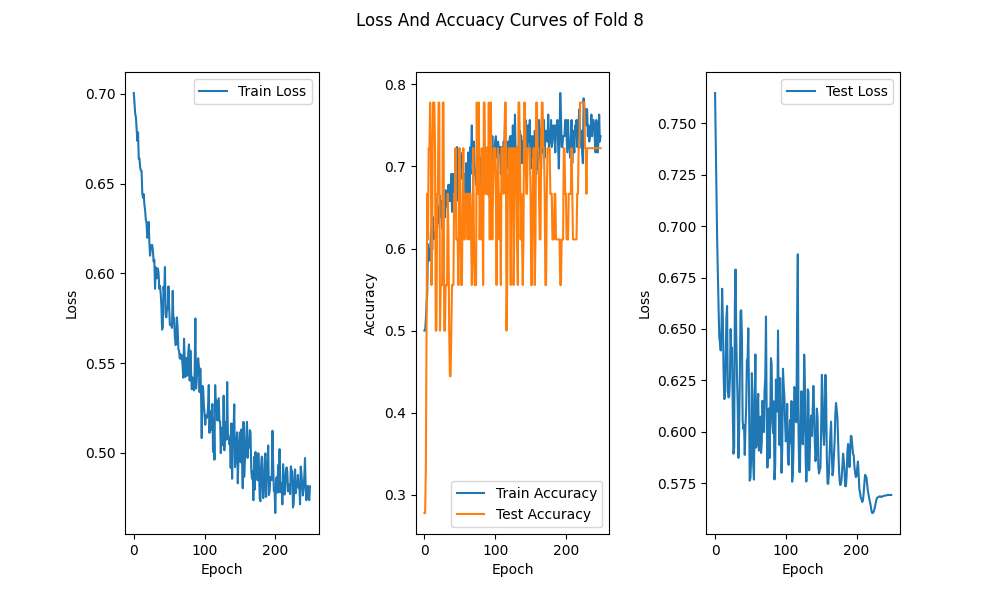 Loss And Accuacy Curves of Fold 8
0.70
0.65
0.60
0.55
0.50
0
100
200
Loss
Epoch
Train Loss
0.8
0.7
0.6
0.5
0.4
0.3
0
100
200
Accuracy
Epoch
Train Accuracy
Test Accuracy
0.750
0.725
0.700
0.675
0.650
0.625
0.600
0.575
0
100
200
Loss
Epoch
Test Loss